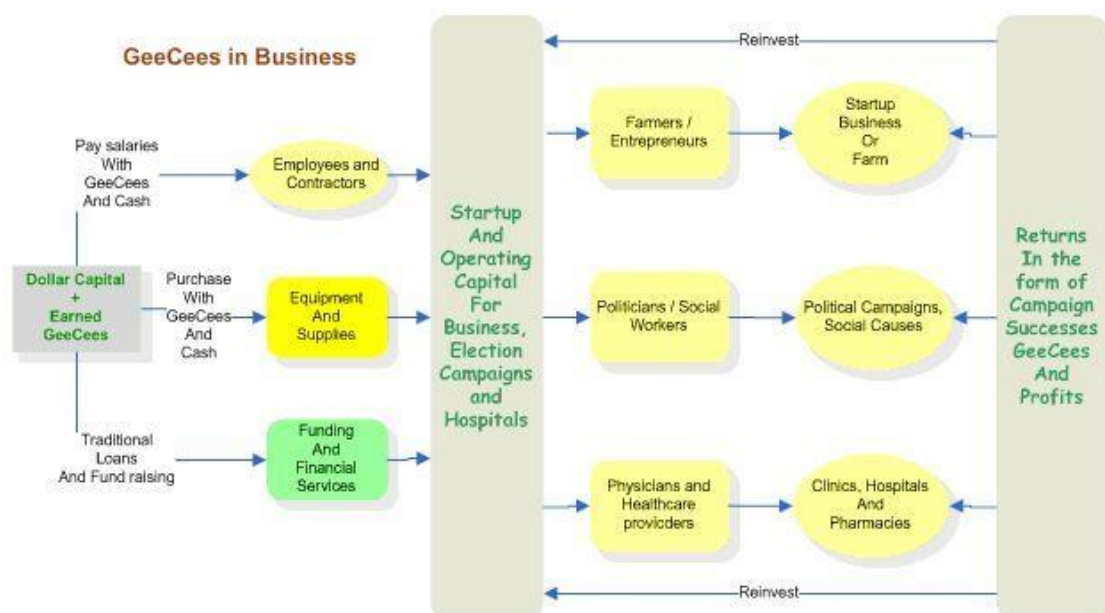 GeeCees in Business
Reinvest
Pay salaries
With
GeeCees
And Cash
Employees and
Contractors
Farmers /
Entrepreneurs
Startup
Business
Or
Farm
Dollar Capital
+
Earned
GeeCees
Purchase
With
GeeCees
And
Cash
Equipment
And
Supplies
Startup
And
Operating
Capital
For
Business,
Election
Campaigns
and
Hospitals
Politicians / Social
Workers
Political Campaigns,
Social Causes
Returns
In the
form of
Campaign
Successes
GeeCees
And
Profits
Traditional
Loans
And Fund raising
Funding
And
Financial
Services
Physicians and
Healthcare
provicders
Clinics, Hospitals
And
Pharmacies
Reinvest